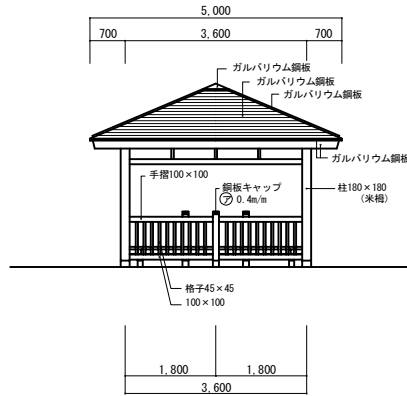 5,000
700 3,600 700
ガルバリウム鋼板
ガルバリウム鋼板
ガルバリウム鋼板
ガルバリウム鋼板
手摺100×100
銅板キャップ
㋐ 0.4m/m
柱180×180
(米栂)
格子45×45
100×100
1,800 1,800
3,600